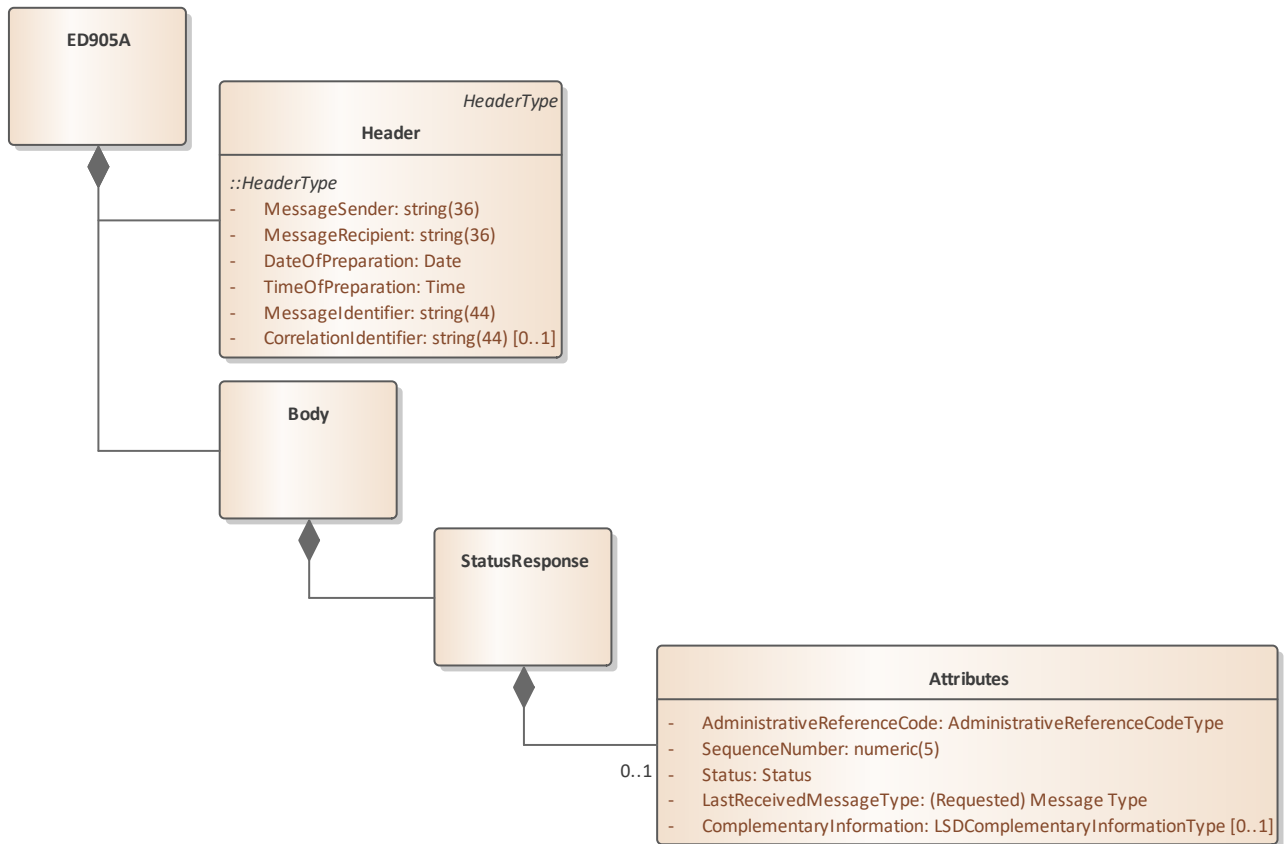 ED905A
HeaderType
Header
::HeaderType
- MessageSender: string(36)
- MessageRecipient: string(36)
- DateOfPreparation: Date
- TimeOfPreparation: Time
- MessageIdentifier: string(44)
- CorrelationIdentifier: string(44) [0..1]
Body
StatusResponse
Attributes
- AdministrativeReferenceCode: AdministrativeReferenceCodeType
- SequenceNumber: numeric(5)
- Status: Status
- LastReceivedMessageType: (Requested) Message Type
- ComplementaryInformation: LSDComplementaryInformationType [0..1]
0..1